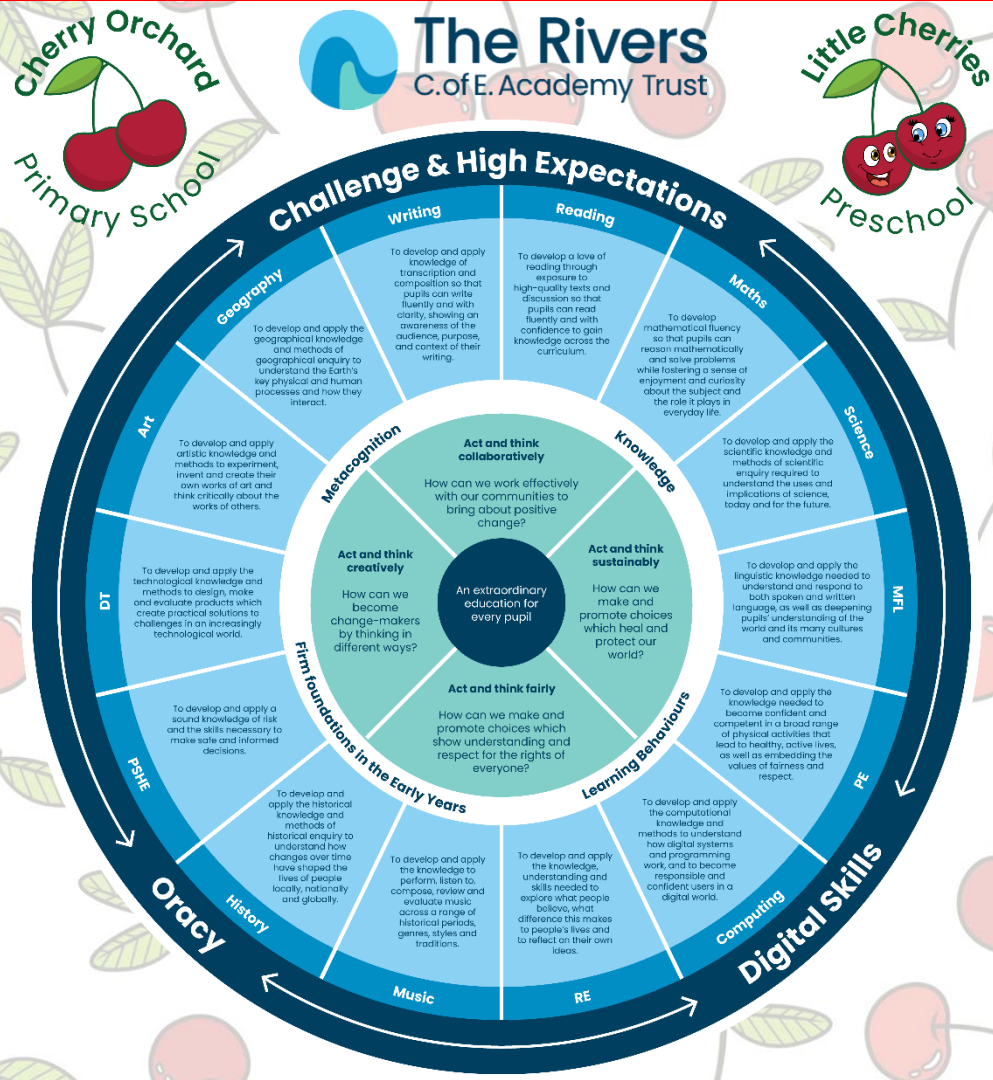 Cherry Orchard
Primary School
The Rivers
C. of E. Academy Trust
Little Cherries
Preschool
Challenge & High Expectations
Writing
To develop and apply
knowledge of
transcription and
composition so that
pupils can write
fluently and with
clarity, showing an
awareness of the
audience, purpose,
and context of their
writing.
Reading
To develop a love of
reading through
exposure to
high-quality texts and
discussion so that
pupils can read
fluently and with
confidence to gain
knowledge across the
curriculum.
Maths
To develop
mathematical fluency
so that pupils can
reason mathematically
and solve problems
while fostering a sense of
enjoyment and curiosity
about the subject and
the role it plays in
everyday life.
Science
To develop and apply the
scientific knowledge and
methods of scientific
enquiry required to
understand the uses and
implications of science,
today and for the future.
MFL
To develop and apply the
linguistic knowledge needed to
understand and respond to
both spoken and written
language, as well as deepening
pupils' understanding of the
world and its many cultures
and communities.
PE
To develop and apply the
knowledge needed to
become confident and
competent in a broad range
of physical activities that
lead to healthy, active lives,
as well as embedding the
values of fairness and
respect.
Digital Skills
Computing
To develop and apply
the computational
knowledge and
methods to understand
how digital systems
and programming
work, and to become
responsible and
confident users in a
digital world.
RE
To develop and apply
the knowledge,
understanding and
skills needed to
explore what people
believe, what
difference this makes
to people's lives and
to reflect on their own
ideas.
Music
To develop and apply
the knowledge to
perform, listen to,
compose, review and
evaluate music
across a range of
historical periods,
genres, styles and
traditions.
Oracy
History
To develop and
apply the historical
knowledge and
methods of
historical enquiry to
understand how
changes over time
have shaped the
lives of people
locally, nationally
and globally.
PSHE
To develop and apply a
sound knowledge of risk
and the skills necessary to
make safe and informed
decisions.
DT
To develop and apply the
technological knowledge and
methods to design, make
and evaluate products which
create practical solutions to
challenges in an increasingly
technological world.
Art
To develop and apply
artistic knowledge and
methods to experiment,
invent and create their
own works of art and
think critically about the
works of others.
Geography
To develop and apply the
geographical knowledge
and methods of
geographical enquiry to
understand the Earth's
key physical and human
processes and how they
interact.
Metacognition
Knowledge
Learning Behaviours
Firm foundations in the Early Years
Act and think
collaboratively
How can we work effectively
with our communities to
bring about positive
change?
Act and think
sustainably
How can we
make and
promote choices
which heal and
protect our
world?
Act and think fairly
How can we make and
promote choices which
show understanding and
respect for the rights of
everyone?
Act and think
creatively
How can we
become
change-makers
by thinking in
different ways?
An extraordinary
education for
every pupil